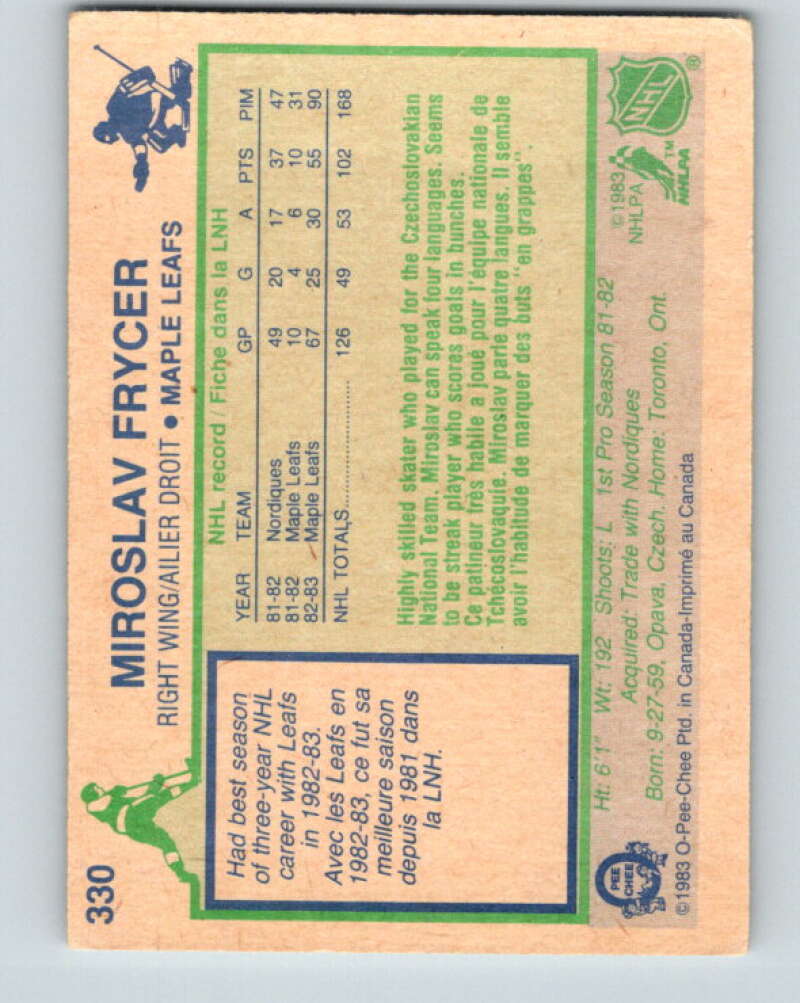 330
MIROSLAV FRYCER
RIGHT WING/AILIER DROIT • MAPLE LEAFS
Had best season
of three-year NHL
career with Leafs
in 1982-83.
Avec les Leafs en
1982-83, ce fut sa
meilleure saison
depuis 1981 dans
la LNH.
NHL record / Fiche dans la LNH
YEAR TEAM GP G A PTS PIM
81-82 Nordiques 49 20 17 37 47
81-82 Maple Leafs 10 4 6 10 31
82-83 Maple Leafs 67 25 30 55 90
NHL TOTALS.................... 126 49 53 102 168
Highly skilled skater who played for the Czechoslovakian
National Team. Miroslav can speak four languages. Seems
to be streak player who scores goals in bunches.
Ce patineur très habile a joué pour l'équipe nationale de
Tchécoslovaquie. Miroslav parle quatre langues. Il semble
avoir l'habitude de marquer des buts "en grappes".
Ht: 6'1" Wt: 192 Shoots: L 1st Pro Season 81-82
Acquired: Trade with Nordiques
Born: 9-27-59, Opava, Czech. Home: Toronto, Ont.
©1983
NHLPA
NHL ®
NHLPA ™
O
PEE
CHEE
©1983 O-Pee-Chee Ptd. in Canada-Imprimé au Canada